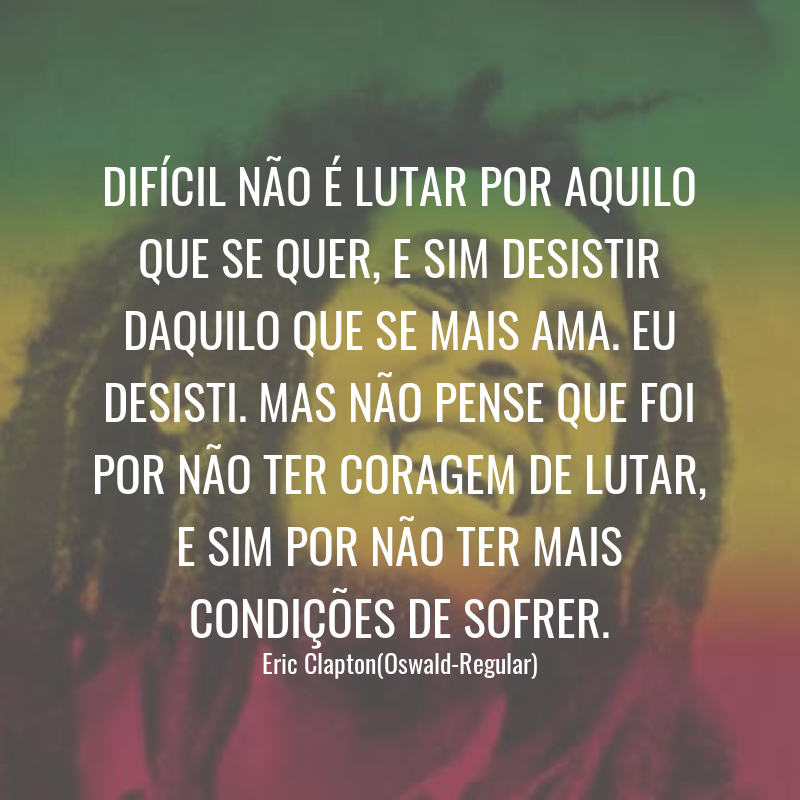 DIFÍCIL NÃO É LUTAR POR AQUILO
QUE SE QUER, E SIM DESISTIR
DAQUILO QUE SE MAIS AMA. EU
DESISTI. MAS NÃO PENSE QUE FOI
POR NÃO TER CORAGEM DE LUTAR,
E SIM POR NÃO TER MAIS
CONDIÇÕES DE SOFRER.
Eric Clapton(Oswald-Regular)